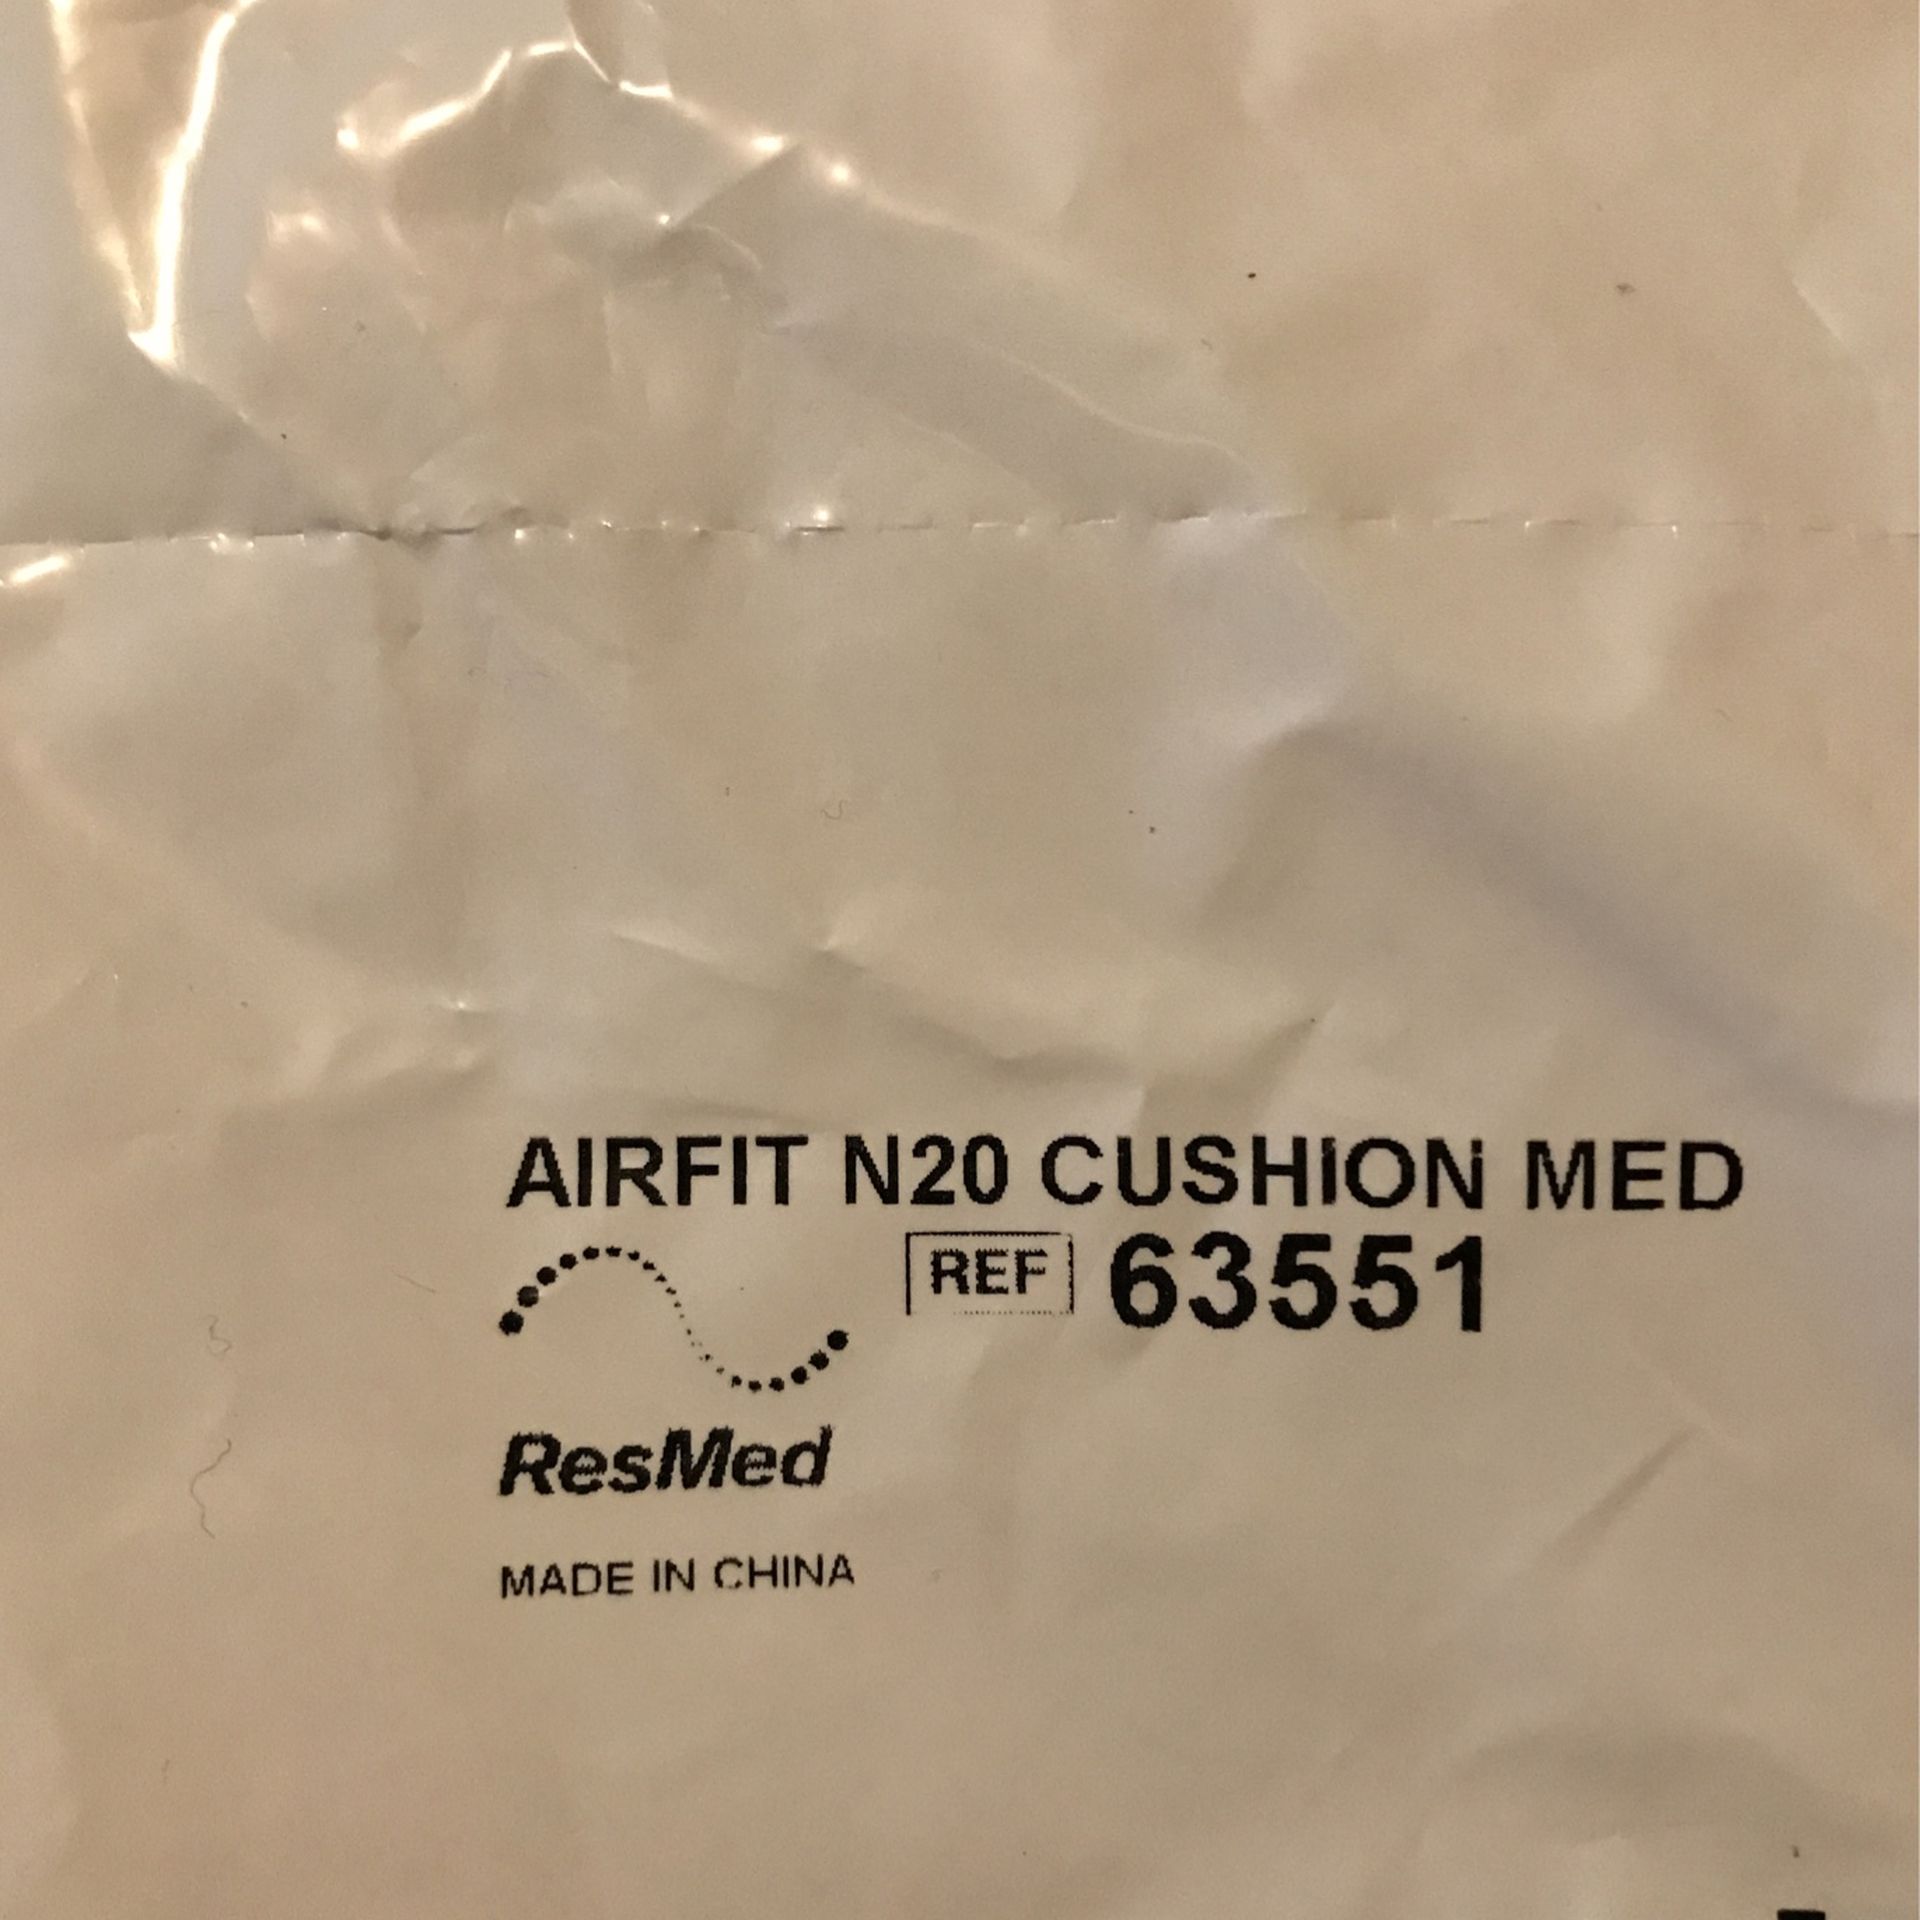 AIRFIT N20 CUSHION MED
REF 63551
ResMed
MADE IN CHINA